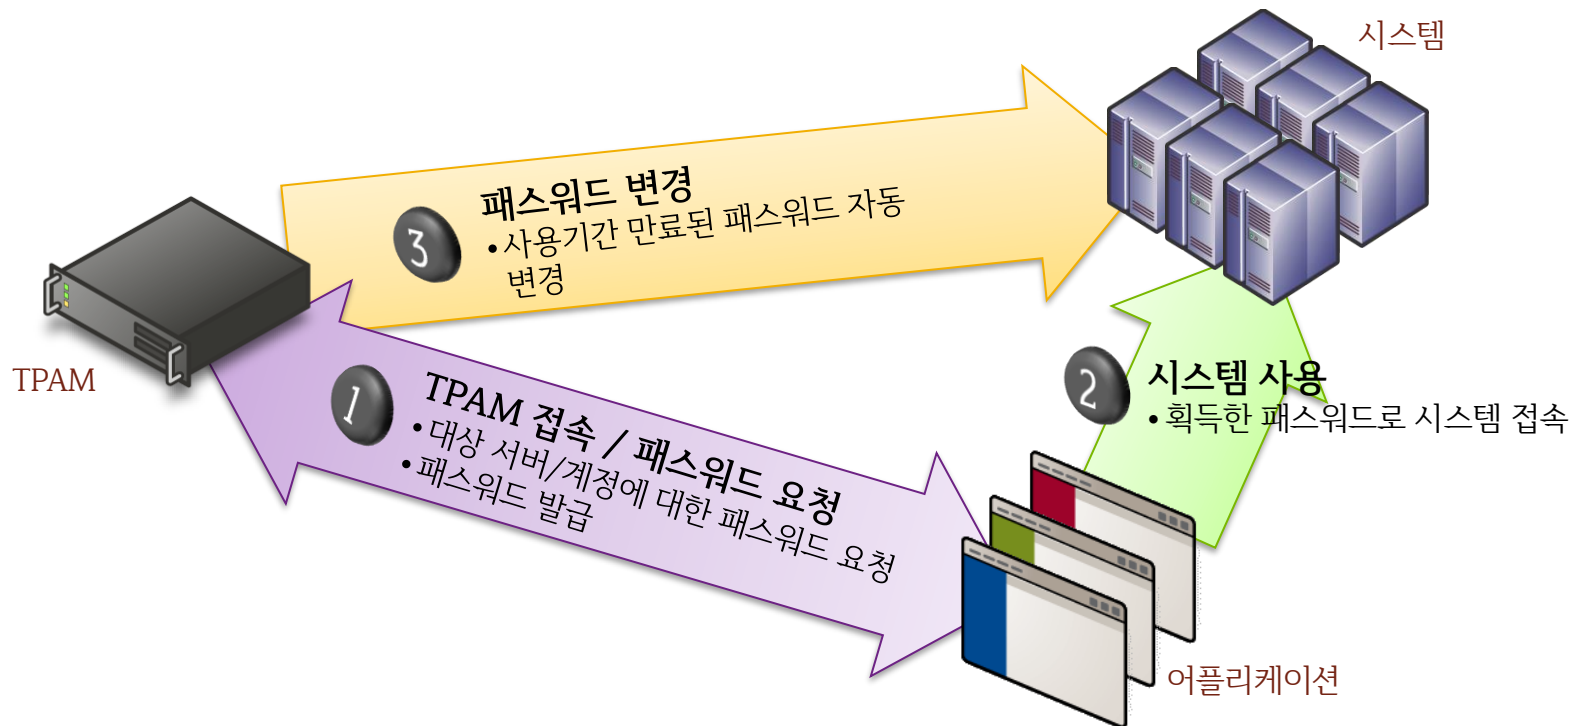 시스템
3
패스워드 변경
•사용기간 만료된 패스워드 자동
변경
TPAM
1
TPAM 접속 / 패스워드 요청
•대상 서버/계정에 대한 패스워드 요청
•패스워드 발급
2
시스템 사용
•획득한 패스워드로 시스템 접속
어플리케이션